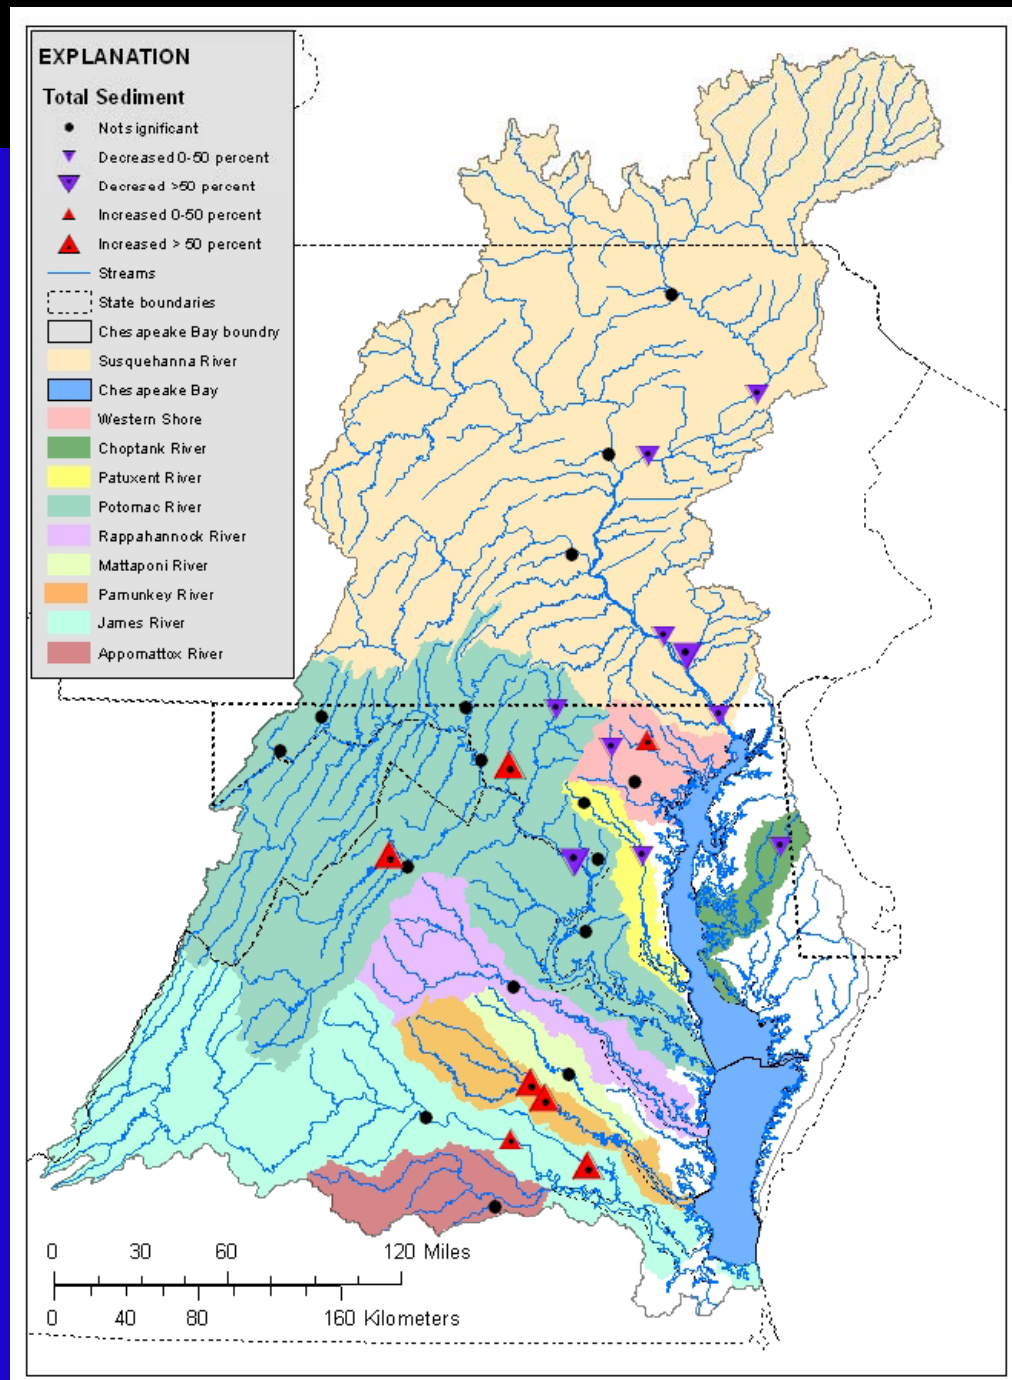 EXPLANATION
Total Sediment
Not significant
Decreased 0-50 percent
Decresed >50 percent
Increased 0-50 percent
Increased > 50 percent
Streams
State boundaries
Chesapeake Bay boundry
Susquehanna River
Chesapeake Bay
Western Shore
Choptank River
Patuxent River
Potomac River
Rappahannock River
Mattaponi River
Pamunkey River
James River
Appomattox River
0 30 60 120 Miles
0 40 80 160 Kilometers